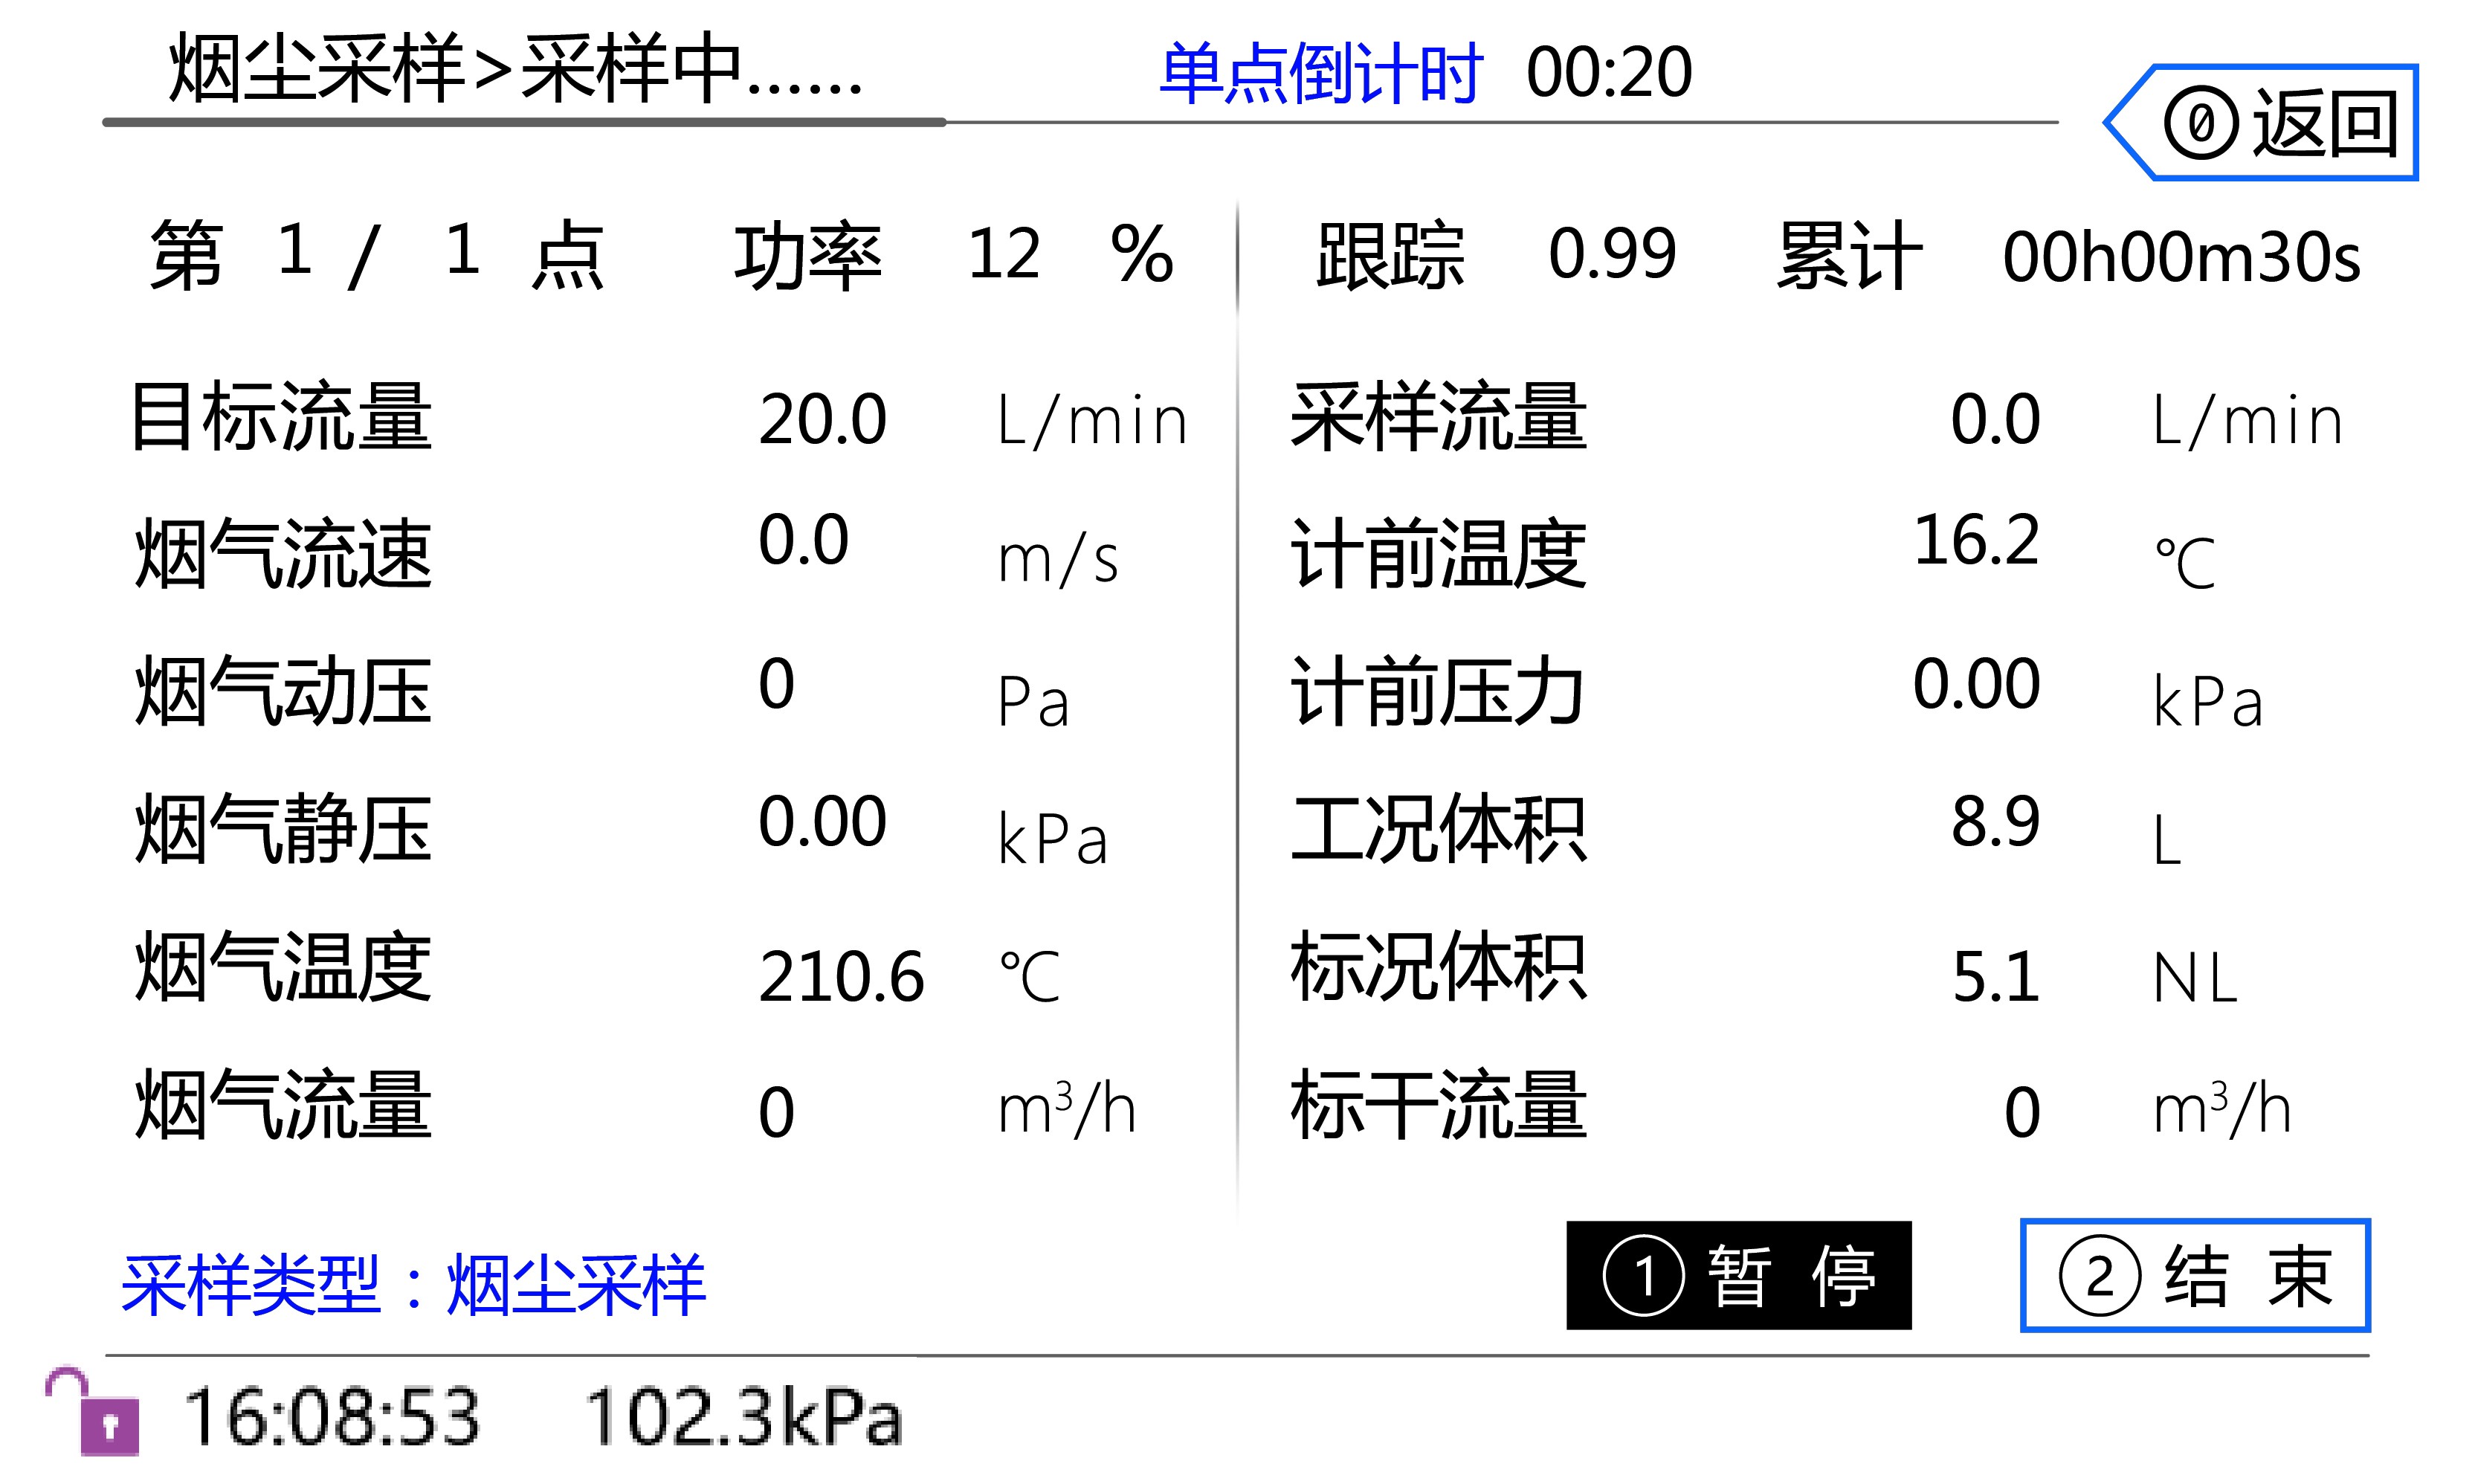 烟尘采样>采样中...... 单点倒计时 00:20
⓪返回
第 1 / 1 点 功率 12 % 跟踪 0.99 累计 00h00m30s
目标流量 20.0 L/min 采样流量 0.0 L/min
烟气流速 0.0 m/s 计前温度 16.2 ℃
烟气动压 0 Pa 计前压力 0.00 kPa
烟气静压 0.00 kPa 工况体积 8.9 L
烟气温度 210.6 ℃ 标况体积 5.1 NL
烟气流量 0 m³/h 标干流量 0 m³/h
采样类型：烟尘采样 ①暂 停 ②结 束
16:08:53 102.3kPa